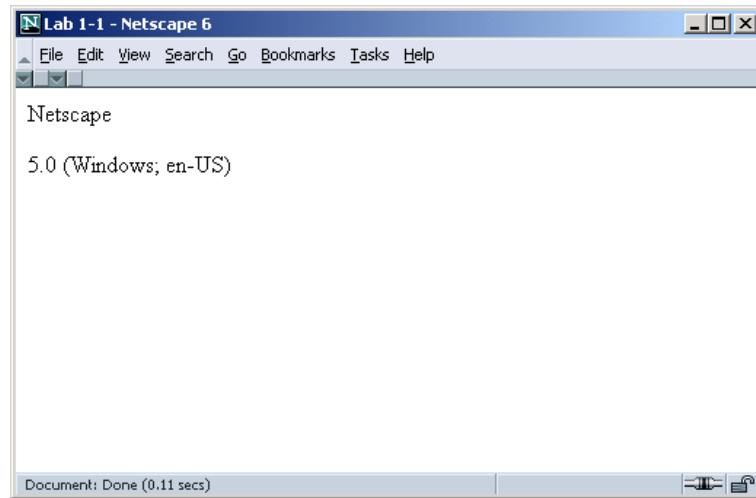 Lab 1-1 - Netscape 6
File Edit View Search Go Bookmarks Tasks Help
Netscape
5.0 (Windows; en-US)
Document: Done (0.11 secs)